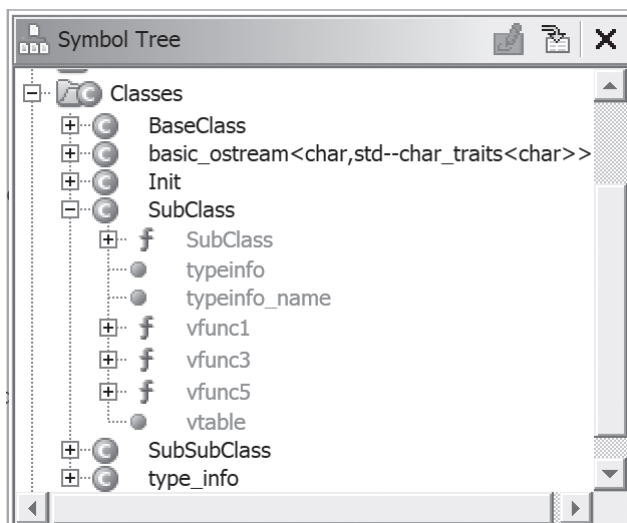 Symbol Tree
Classes
BaseClass
basic_ostream<char,std--char_traits<char>>
Init
SubClass
SubClass
typeinfo
typeinfo_name
vfunc1
vfunc3
vfunc5
vtable
SubSubClass
type_info